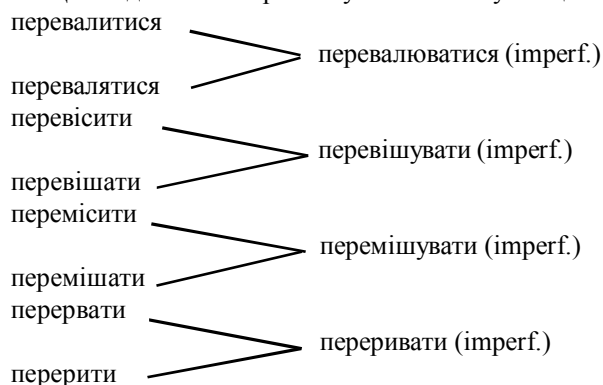 перевалитися
перевалюватися (imperf.)
перевалятися
перевісити
перевішувати (imperf.)
перевішати
перемісити
перемішувати (imperf.)
перемішати
перервати
переривати (imperf.)
перерити